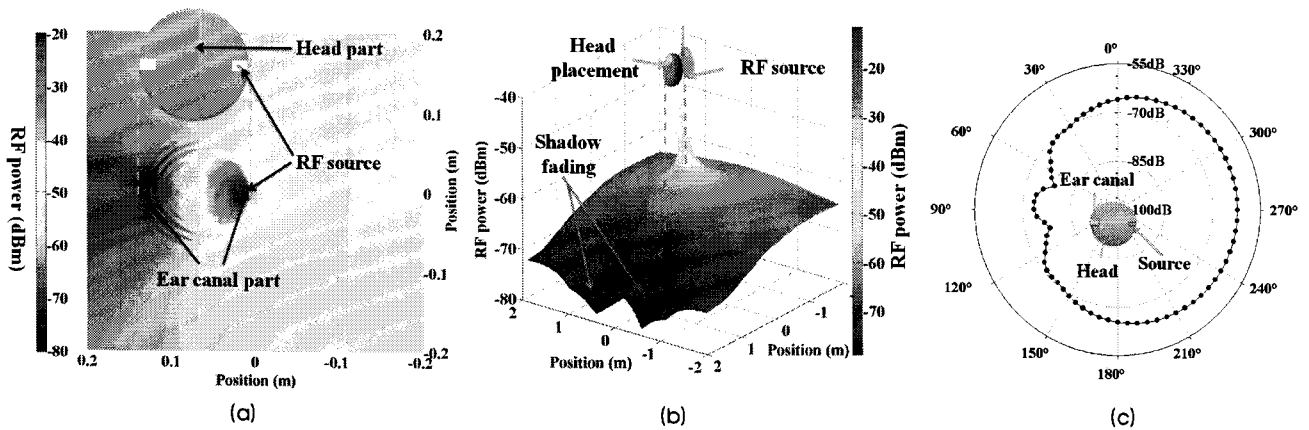 -20
-30
-40
-50
-60
-70
-80
RF power (dBm)
Head part
RF source
Ear canal part
0.2
0.1
0
-0.1
-0.2
Position (m)
0.2
0.1
0
-0.1
-0.2
Position (m)
(a)
Head
placement
RF source
Shadow
fading
-40
-50
-60
-70
-80
RF power (dBm)
2
1
0
-1
-2
Position (m)
2
1
0
-1
Position (m)
-20
-30
-40
-50
-60
-70
RF power (dBm)
(b)
0°
330°
300°
270°
240°
210°
180°
150°
120°
90°
60°
30°
-55dB
-70dB
-85dB
100dB
Ear canal
Head
Source
(c)